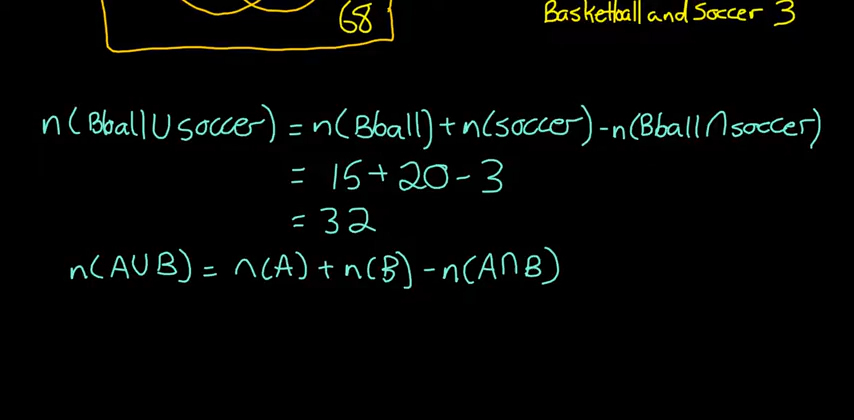 68
Basketball and Soccer 3
n(Bball∪soccer) = n(Bball)+n(soccer)-n(Bball∩soccer)
= 15+20-3
= 32
n(A∪B) = n(A)+n(B)-n(A∩B)